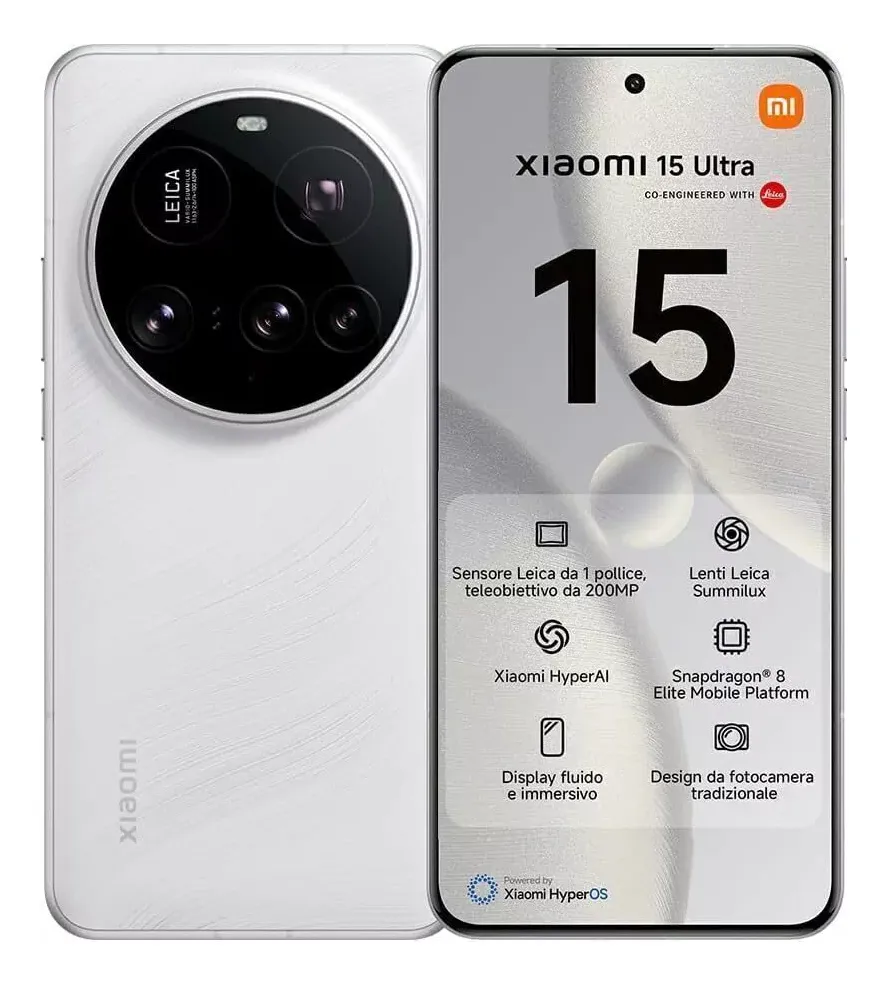 LEICA
VARIO-SUMMILUX
xiaomi
mi
xiaomi 15 Ultra
CO-ENGINEERED WITH Leica
15
Sensore Leica da 1 pollice,
teleobiettivo da 200MP
Lenti Leica
Summilux
Xiaomi HyperAI
Snapdragon® 8
Elite Mobile Platform
Display fluido
e immersivo
Design da fotocamera
tradizionale
Powered by
Xiaomi HyperOS